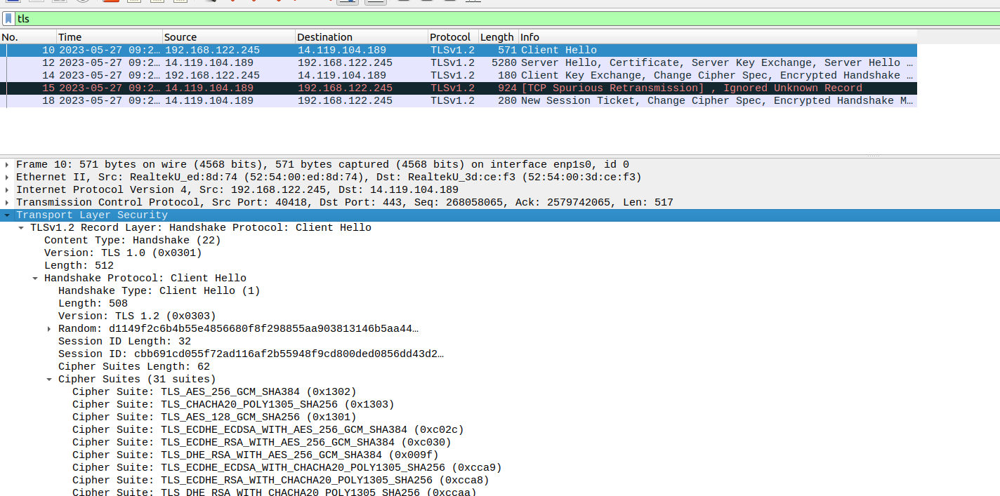 tls
No. Time Source Destination Protocol Length Info
10 2023-05-27 09:2… 192.168.122.245 14.119.104.189 TLSv1.2 571 Client Hello
12 2023-05-27 09:2… 14.119.104.189 192.168.122.245 TLSv1.2 5280 Server Hello, Certificate, Server Key Exchange, Server Hello …
14 2023-05-27 09:2… 192.168.122.245 14.119.104.189 TLSv1.2 180 Client Key Exchange, Change Cipher Spec, Encrypted Handshake …
15 2023-05-27 09:2… 14.119.104.189 192.168.122.245 TLSv1.2 924 [TCP Spurious Retransmission] , Ignored Unknown Record
18 2023-05-27 09:2… 14.119.104.189 192.168.122.245 TLSv1.2 280 New Session Ticket, Change Cipher Spec, Encrypted Handshake M…
Frame 10: 571 bytes on wire (4568 bits), 571 bytes captured (4568 bits) on interface enp1s0, id 0
Ethernet II, Src: RealtekU_ed:8d:74 (52:54:00:ed:8d:74), Dst: RealtekU_3d:ce:f3 (52:54:00:3d:ce:f3)
Internet Protocol Version 4, Src: 192.168.122.245, Dst: 14.119.104.189
Transmission Control Protocol, Src Port: 40418, Dst Port: 443, Seq: 268058065, Ack: 2579742065, Len: 517
Transport Layer Security
TLSv1.2 Record Layer: Handshake Protocol: Client Hello
Content Type: Handshake (22)
Version: TLS 1.0 (0x0301)
Length: 512
Handshake Protocol: Client Hello
Handshake Type: Client Hello (1)
Length: 508
Version: TLS 1.2 (0x0303)
Random: d1149f2c6b4b55e4856680f8f298855aa903813146b5aa44…
Session ID Length: 32
Session ID: cbb691cd055f72ad116af2b55948f9cd800ded0856dd43d2…
Cipher Suites Length: 62
Cipher Suites (31 suites)
Cipher Suite: TLS_AES_256_GCM_SHA384 (0x1302)
Cipher Suite: TLS_CHACHA20_POLY1305_SHA256 (0x1303)
Cipher Suite: TLS_AES_128_GCM_SHA256 (0x1301)
Cipher Suite: TLS_ECDHE_ECDSA_WITH_AES_256_GCM_SHA384 (0xc02c)
Cipher Suite: TLS_ECDHE_RSA_WITH_AES_256_GCM_SHA384 (0xc030)
Cipher Suite: TLS_DHE_RSA_WITH_AES_256_GCM_SHA384 (0x009f)
Cipher Suite: TLS_ECDHE_ECDSA_WITH_CHACHA20_POLY1305_SHA256 (0xcca9)
Cipher Suite: TLS_ECDHE_RSA_WITH_CHACHA20_POLY1305_SHA256 (0xcca8)
Cipher Suite: TLS_DHE_RSA_WITH_CHACHA20_POLY1305_SHA256 (0xccaa)